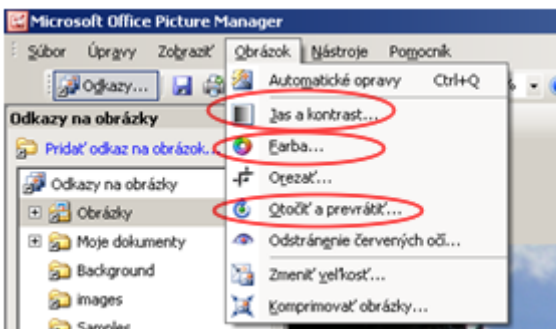 Microsoft Office Picture Manager
Súbor Úpravy Zobraziť Obrázok Nástroje Pomocník
Odkazy...
Automatické opravy Ctrl+Q
Odkazy na obrázky
Jas a kontrast...
Pridať odkaz na obrázok...
Farba...
Orezať...
Odkazy na obrázky
Obrázky
Otočiť a prevrátiť...
Moje dokumenty
Odstránenie červených očí...
Background
Zmeniť veľkosť...
images
Komprimovať obrázky...
Samples